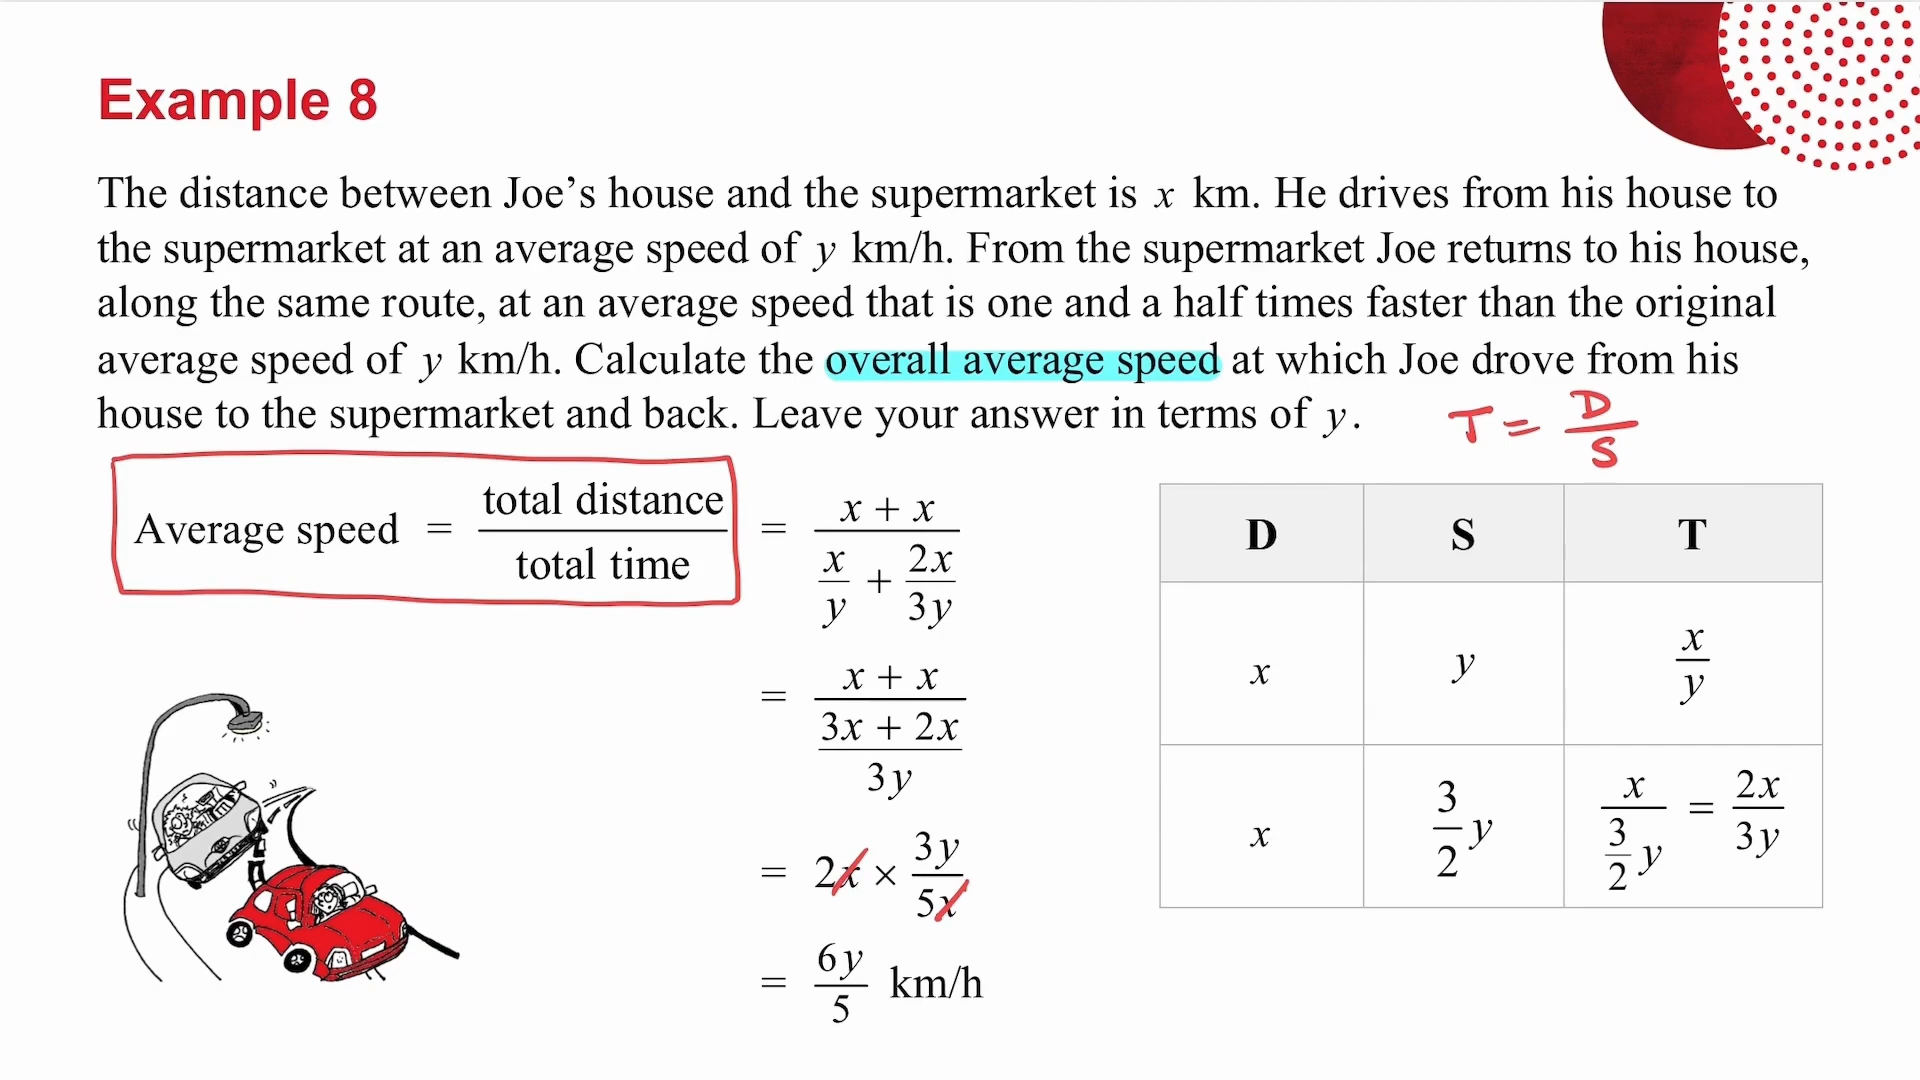 Example 8
The distance between Joe’s house and the supermarket is x km. He drives from his house to
the supermarket at an average speed of y km/h. From the supermarket Joe returns to his house,
along the same route, at an average speed that is one and a half times faster than the original
average speed of y km/h. Calculate the overall average speed at which Joe drove from his
house to the supermarket and back. Leave your answer in terms of y.
T = D/S
Average speed = total distance / total time = (x + x) / (x/y + 2x/3y)
= (x + x) / ((3x + 2x)/3y)
= 2x × 3y/5x
= 6y/5 km/h
D S T
x y x/y
x 3/2 y x/(3/2 y) = 2x/3y